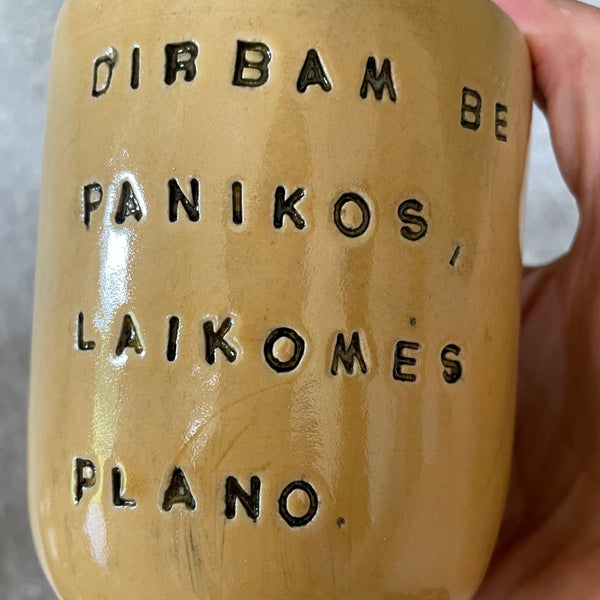 DIRBAM BE
PANIKOS,
LAIKOMĖS
PLANO.